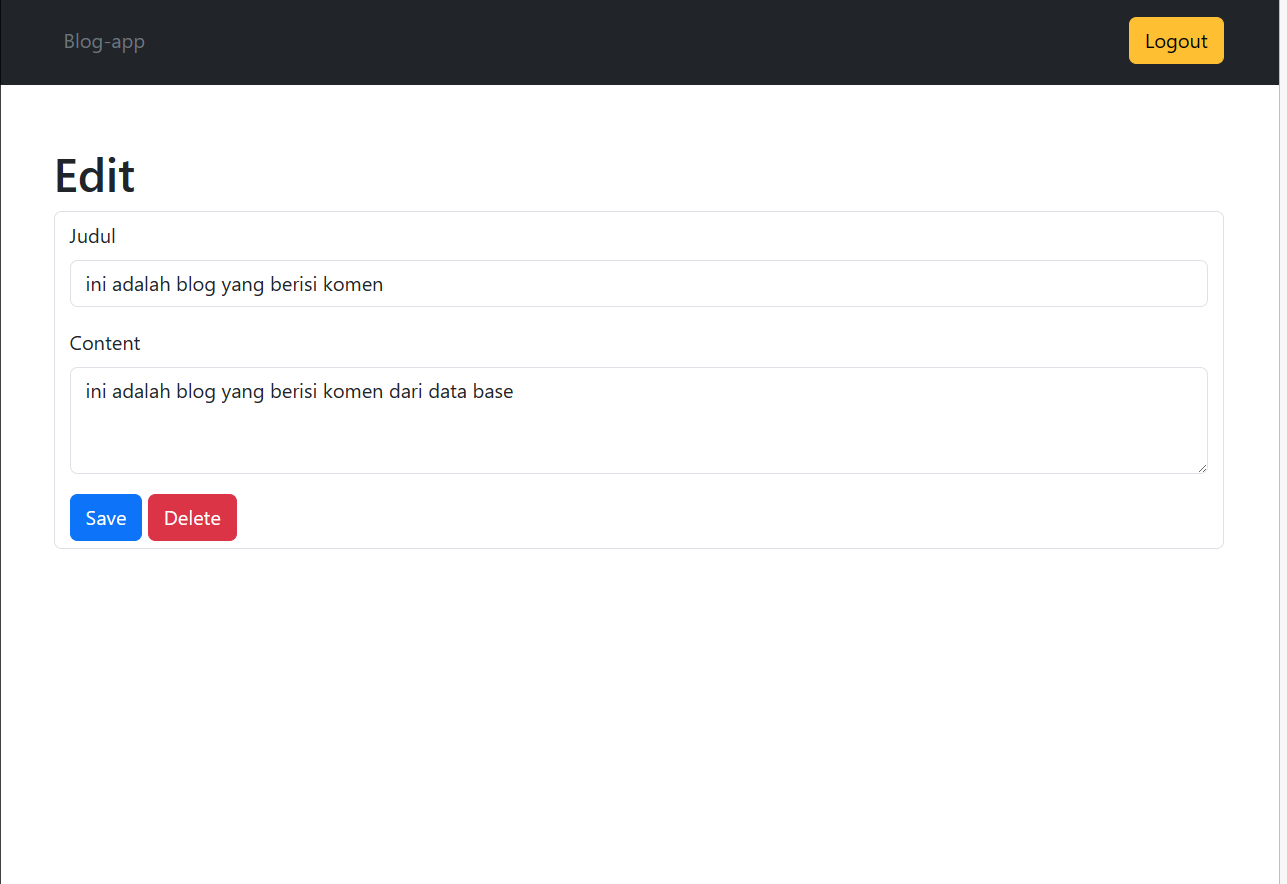 Blog-app
Logout
Edit
Judul
ini adalah blog yang berisi komen
Content
ini adalah blog yang berisi komen dari data base
Save Delete